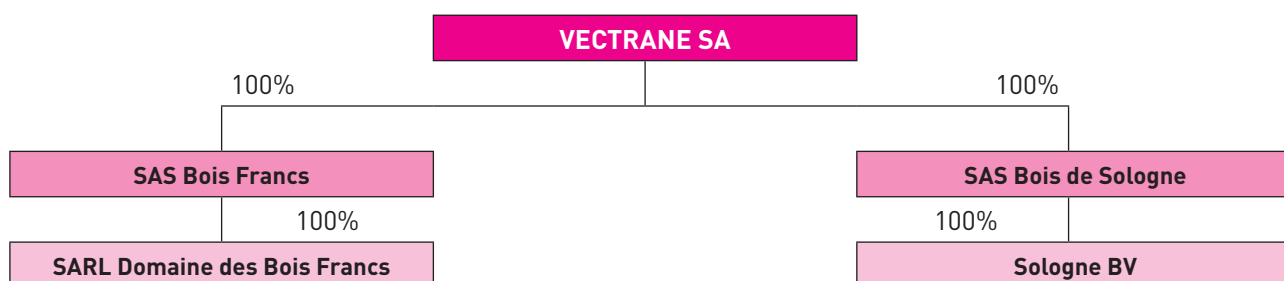 VECTRANE SA
100% 100%
SAS Bois Francs SAS Bois de Sologne
100% 100%
SARL Domaine des Bois Francs Sologne BV